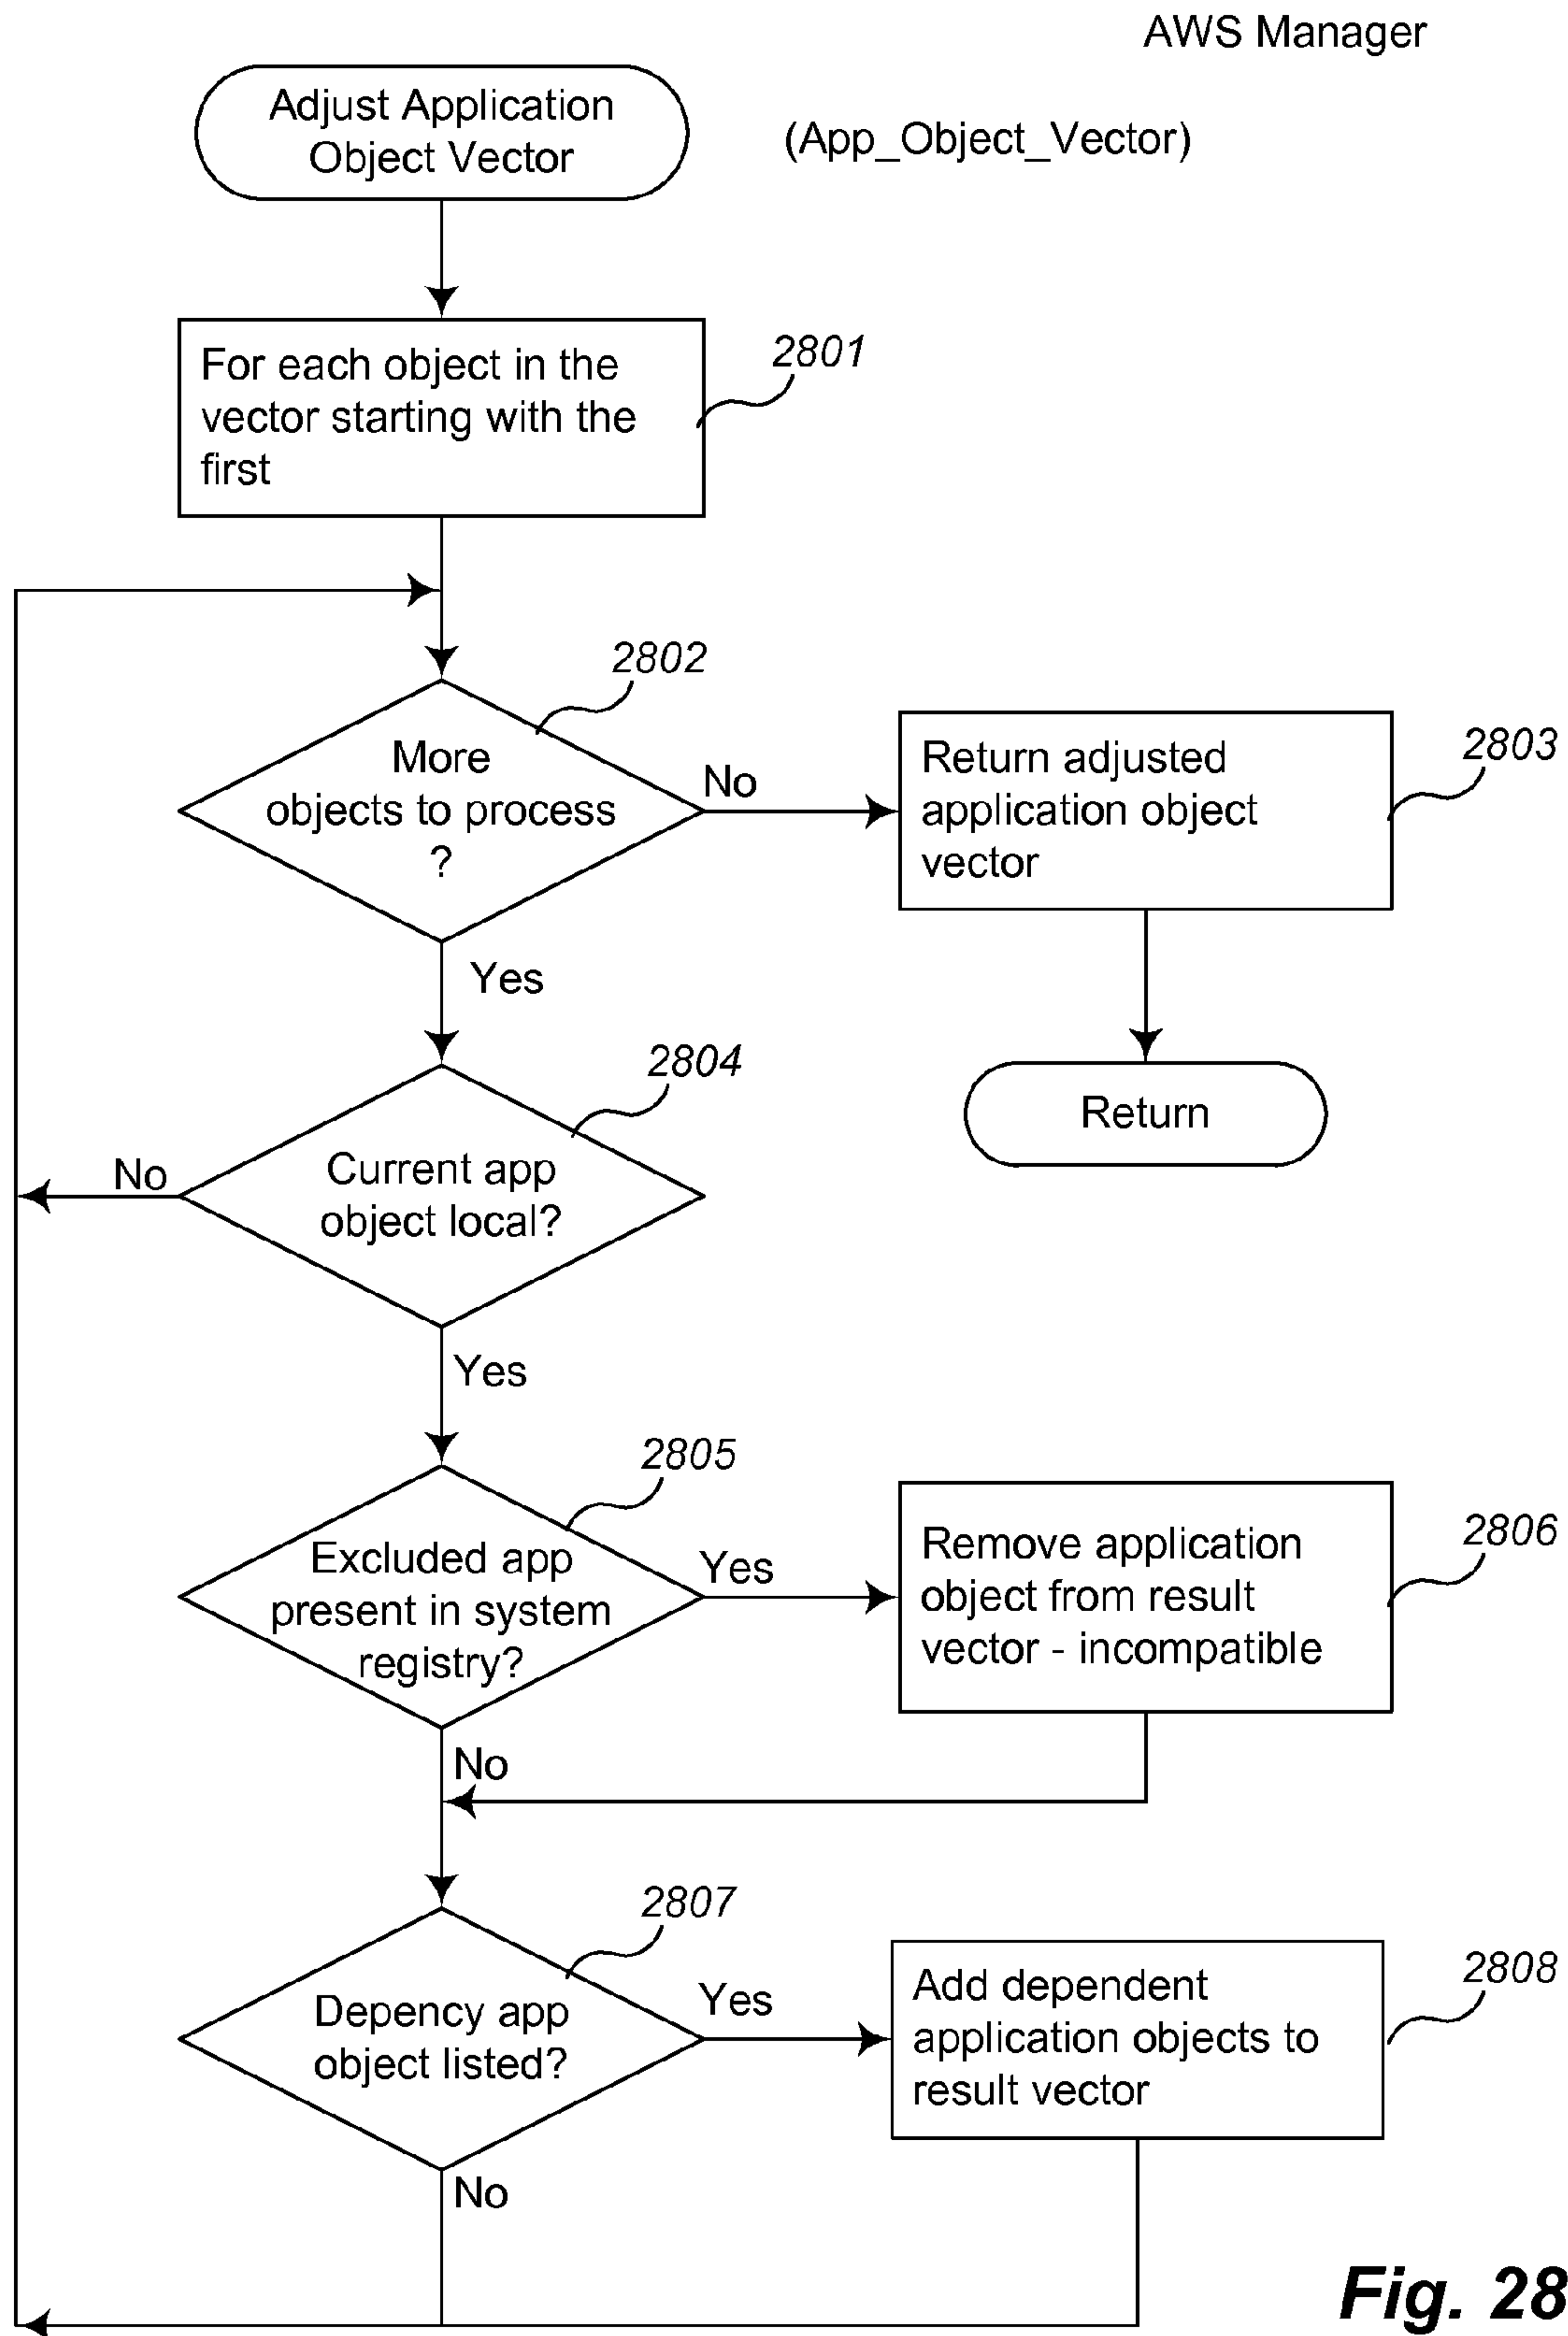 AWS Manager
Adjust Application
Object Vector
(App_Object_Vector)
For each object in the
vector starting with the
first
2801
2802
More
objects to process
?
No
Return adjusted
application object
vector
2803
Yes
Return
2804
Current app
object local?
No
Yes
2805
Excluded app
present in system
registry?
Yes
Remove application
object from result
vector - incompatible
2806
No
2807
Depency app
object listed?
Yes
Add dependent
application objects to
result vector
2808
No
Fig. 28